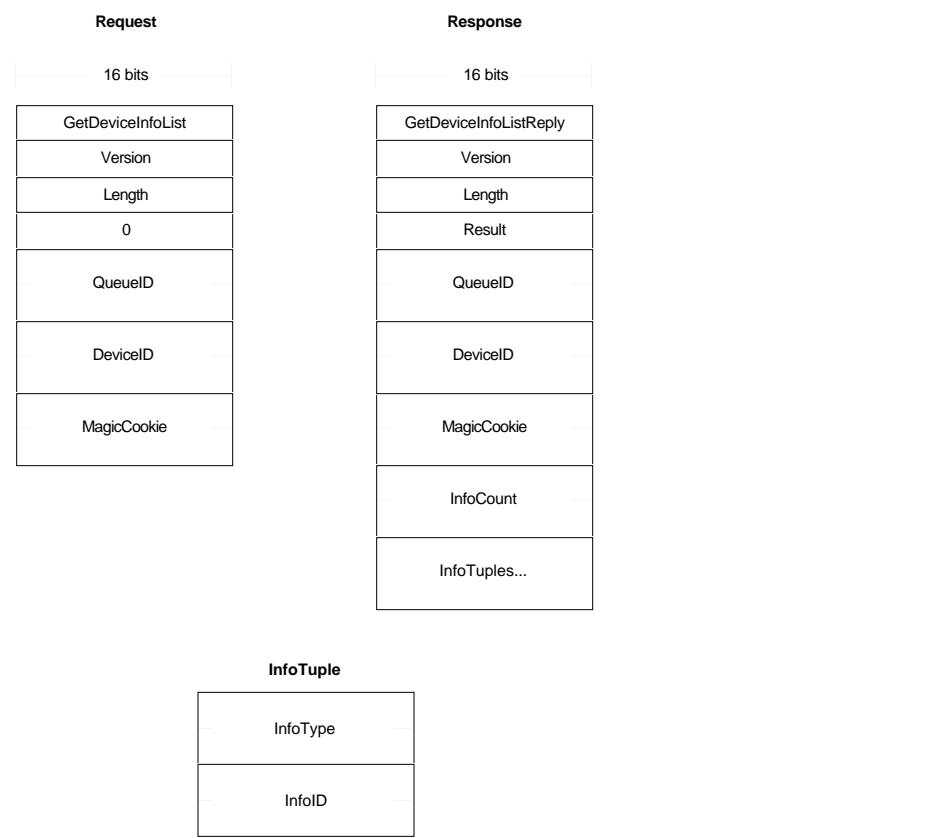 Request
Response
16 bits
16 bits
GetDeviceInfoList
GetDeviceInfoListReply
Version
Version
Length
Length
0
Result
QueueID
QueueID
DeviceID
DeviceID
MagicCookie
MagicCookie
InfoCount
InfoTuples...
InfoTuple
InfoType
InfoID